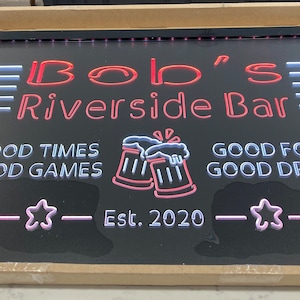 Bob's
Riverside Bar
TIMES GOOD
GAMES GOOD
Est. 2020